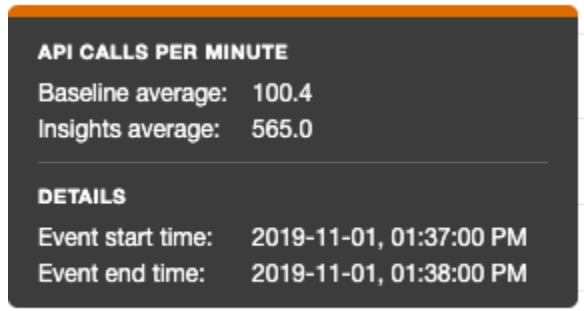 API CALLS PER MINUTE
Baseline average: 100.4
Insights average: 565.0
DETAILS
Event start time: 2019-11-01, 01:37:00 PM
Event end time: 2019-11-01, 01:38:00 PM